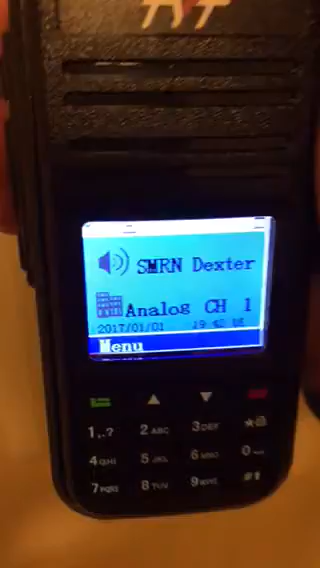 SMRN Dexter
Analog CH 1
2017/01/01
Menu
1 .,? 2 ABC 3 DEF *
4 GHI 5 JKL 6 MNO 0
7 PQRS 8 TUV 9 WXYZ #